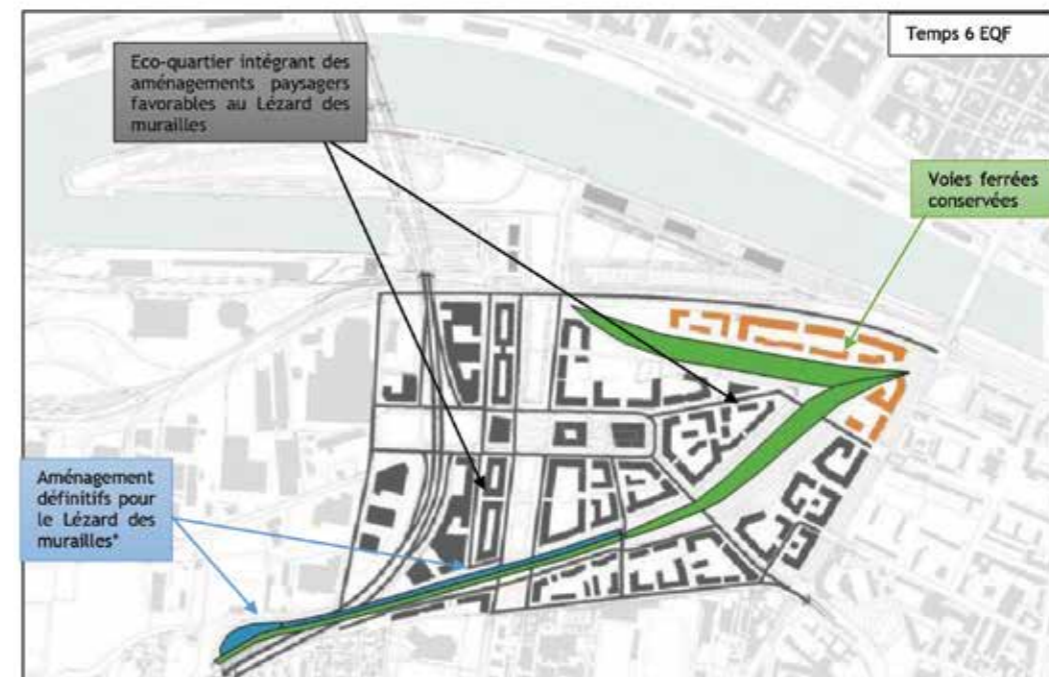 Temps 6 EQF
Eco-quartier intégrant des
aménagements paysagers
favorables au Lézard des
murailles
Voies ferrées
conservées
Aménagement
définitifs pour
le Lézard des
murailles*